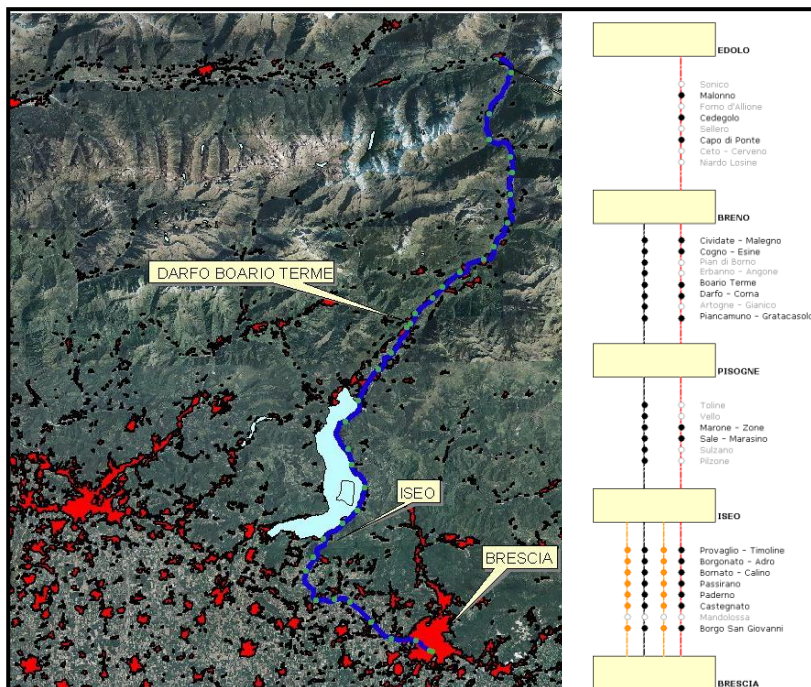 DARFO BOARIO TERME
ISEO
BRESCIA
EDOLO
Sonico
Malonno
Forno d'Allione
Cedegolo
Sellero
Capo di Ponte
Ceto - Cerveno
Niardo Losine
BRENO
Cividate - Malegno
Cogno - Esine
Pian di Borno
Erbanno - Angone
Boario Terme
Darfo - Corna
Artogne - Gianico
Piancamuno - Gratacasolo
PISOGNE
Toline
Vello
Marone - Zone
Sale - Marasino
Sulzano
Pilzone
ISEO
Provaglio - Timoline
Borgonato - Adro
Bornato - Calino
Passirano
Paderno
Castegnato
Mandolossa
Borgo San Giovanni
BRESCIA